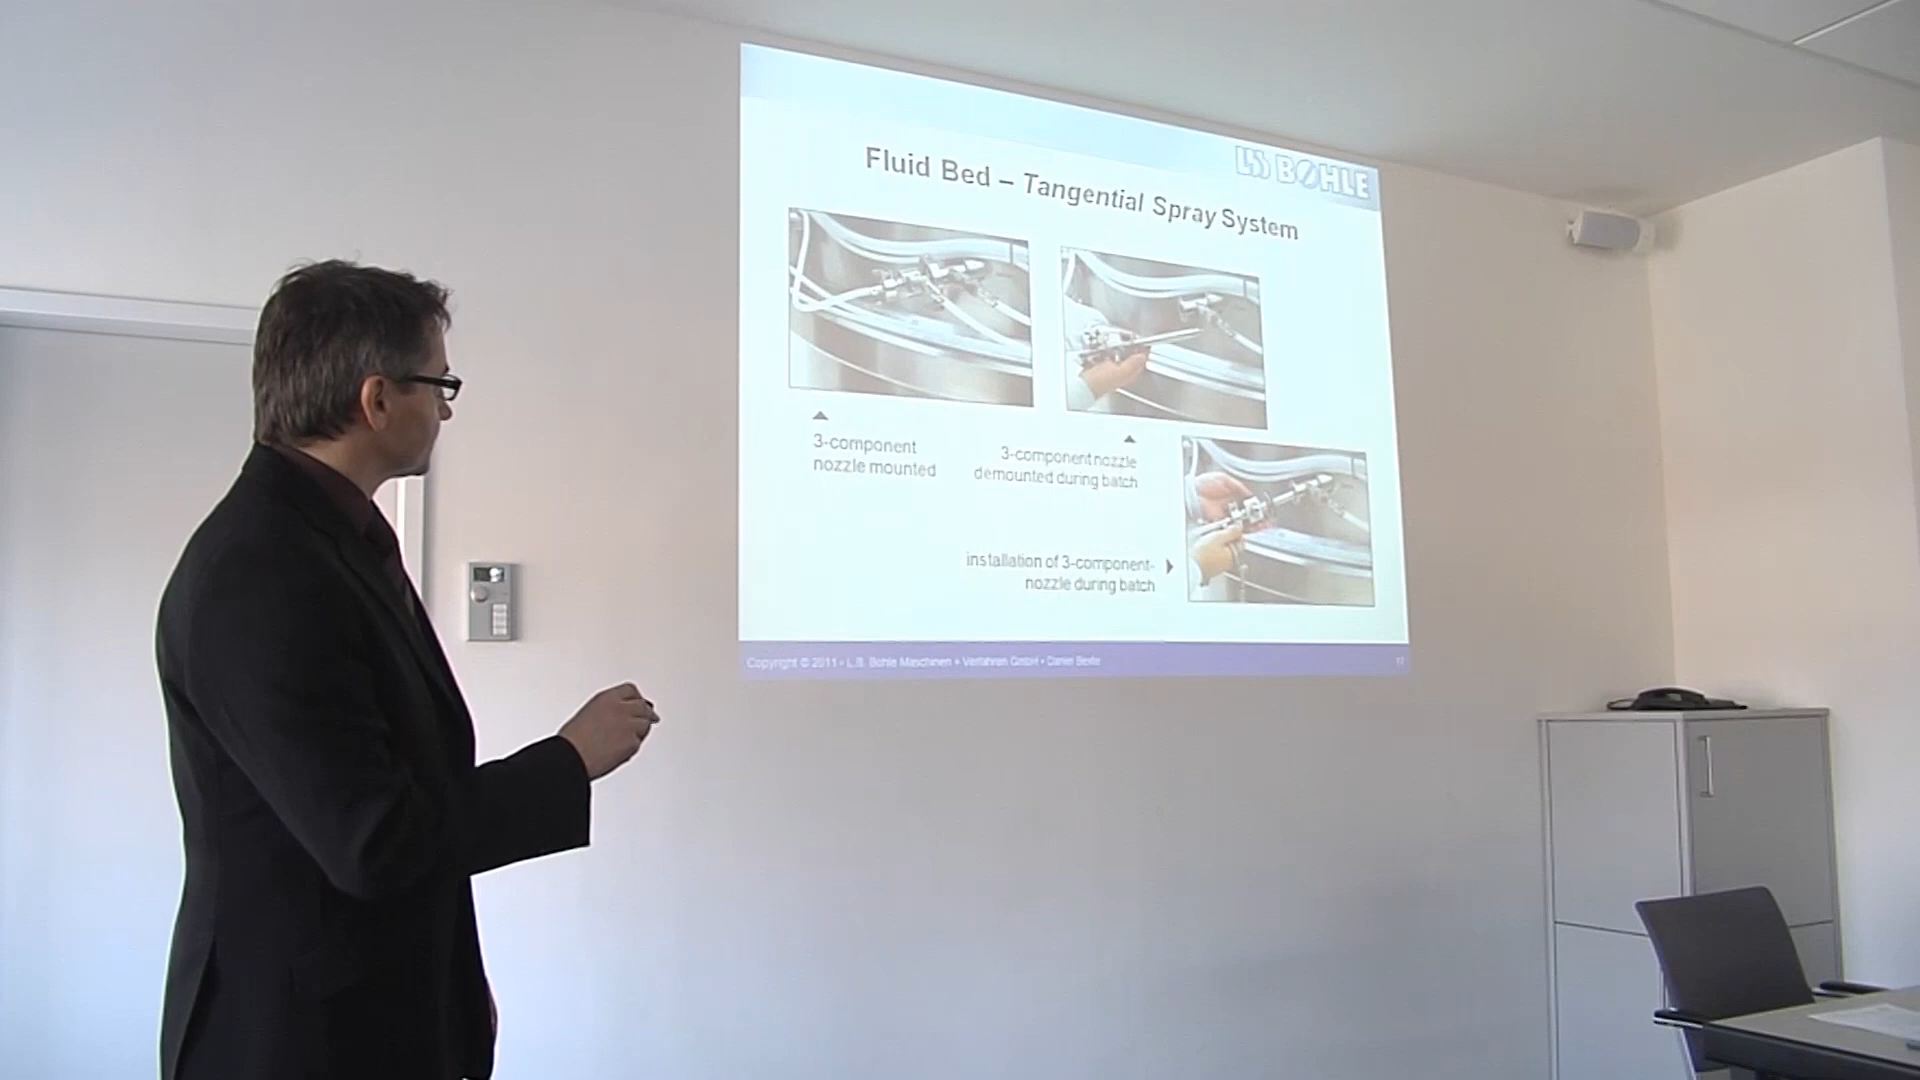 L.B. BOHLE
Fluid Bed – Tangential Spray System
3-component
nozzle mounted
3-component nozzle
demounted during batch
installation of 3-component-
nozzle during batch
Copyright © 2011 • L.B. Bohle Maschinen + Verfahren GmbH • Daniel